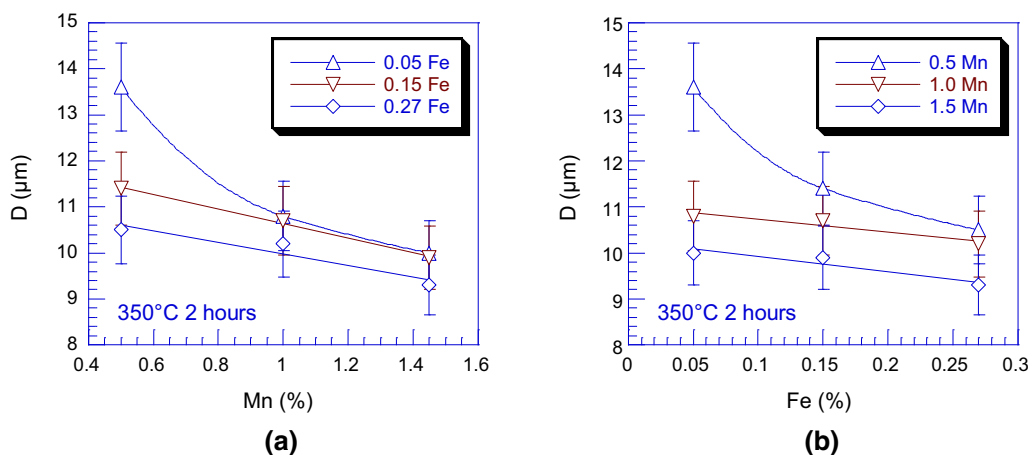 15
14
13
12
11
10
9
8
D (µm)
0.05 Fe
0.15 Fe
0.27 Fe
350°C 2 hours
0.4 0.6 0.8 1 1.2 1.4 1.6
Mn (%)
(a)
15
14
13
12
11
10
9
8
D (µm)
0.5 Mn
1.0 Mn
1.5 Mn
350°C 2 hours
0 0.05 0.1 0.15 0.2 0.25 0.3
Fe (%)
(b)